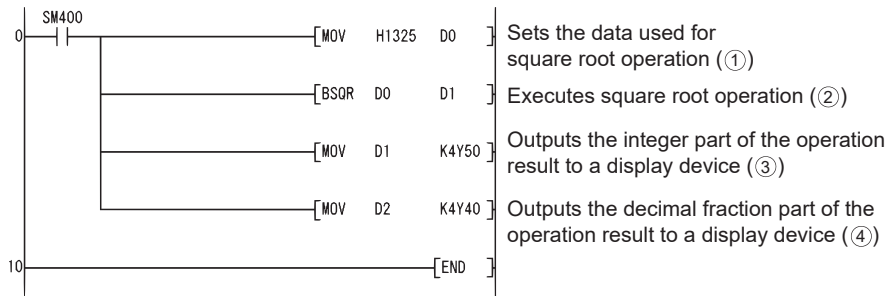 SM400
0 MOV H1325 D0 Sets the data used for
square root operation (①)
BSQR D0 D1 Executes square root operation (②)
MOV D1 K4Y50 Outputs the integer part of the operation
result to a display device (③)
MOV D2 K4Y40 Outputs the decimal fraction part of the
operation result to a display device (④)
10 END